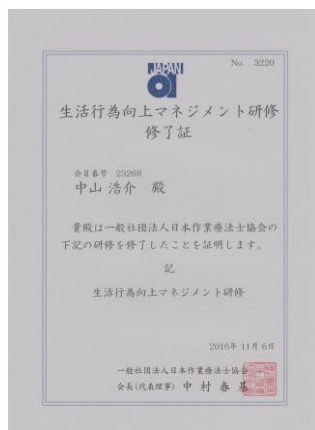 No. 3220
JAPAN
OT
生活行為向上マネジメント研修
修了証
会員番号 23268
中山 浩介 殿
貴殿は一般社団法人日本作業療法士協会の
下記の研修を修了したことを証明します。
記
生活行為向上マネジメント研修
2016年 11月 6日
一般社団法人日本作業療法士協会
会長(代表理事) 中 村 春 基